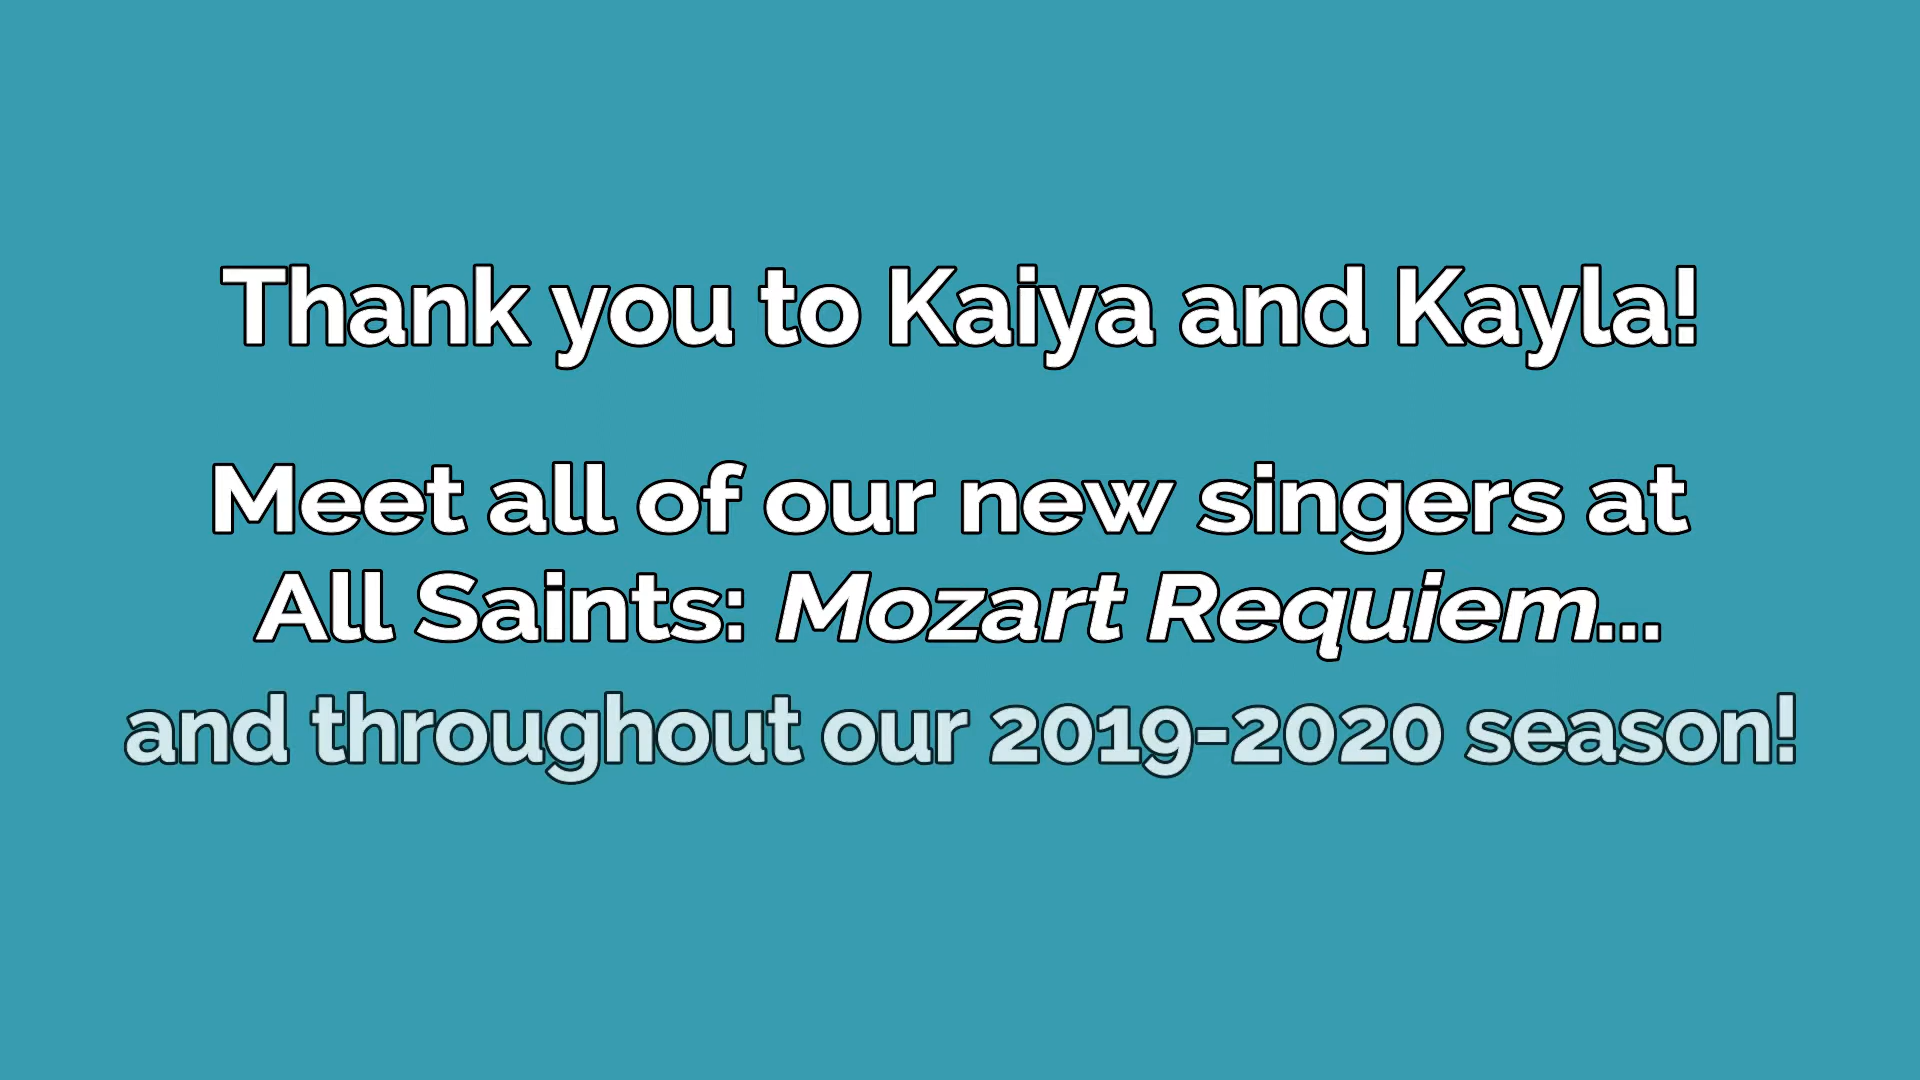 Thank you to Kaiya and Kayla!
Meet all of our new singers at
All Saints: Mozart Requiem...
and throughout our 2019-2020 season!